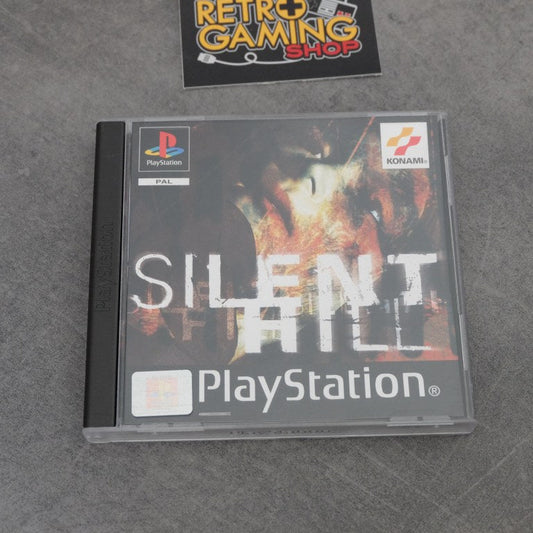 RETRO
GAMING
SHOP
PlayStation
PAL
KONAMI®
PlayStation
SILENT
HILL
PlayStation®